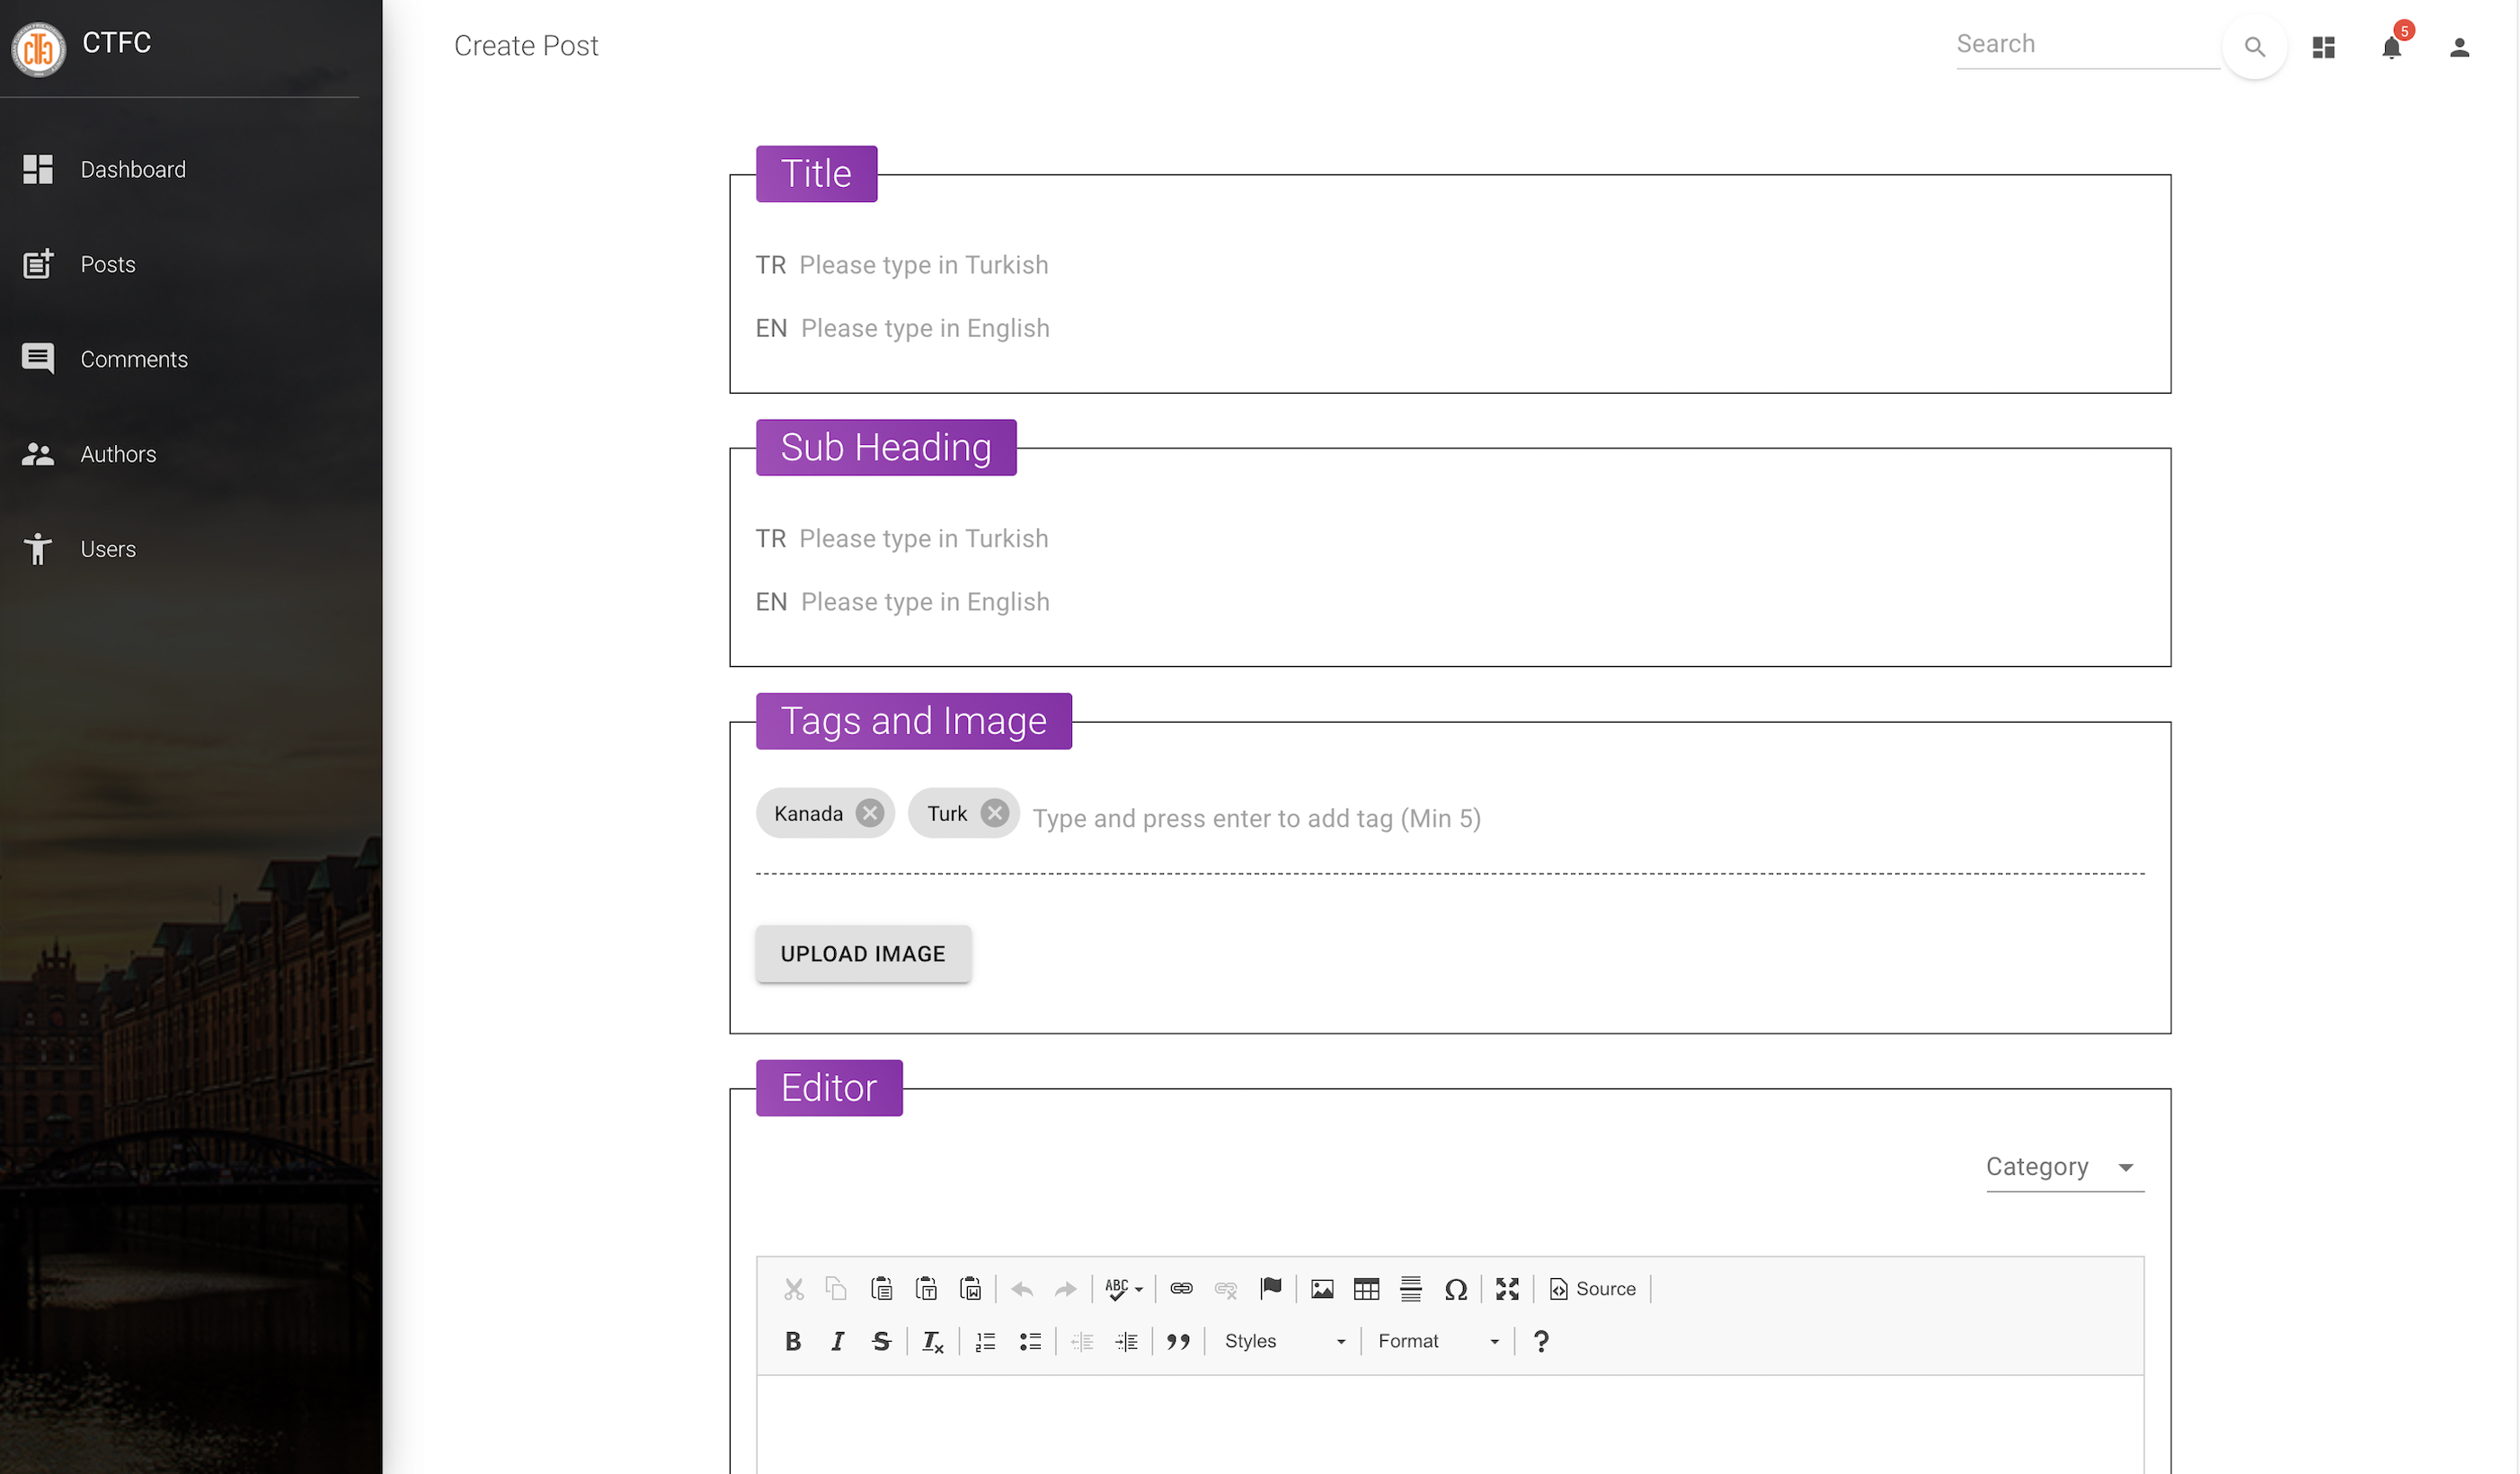 CTFC
Create Post
Search
5
Dashboard
Posts
Comments
Authors
Users
Title
TR Please type in Turkish
EN Please type in English
Sub Heading
TR Please type in Turkish
EN Please type in English
Tags and Image
Kanada Turk Type and press enter to add tag (Min 5)
UPLOAD IMAGE
Editor
Category
ABC Source
B I S Styles Format ?